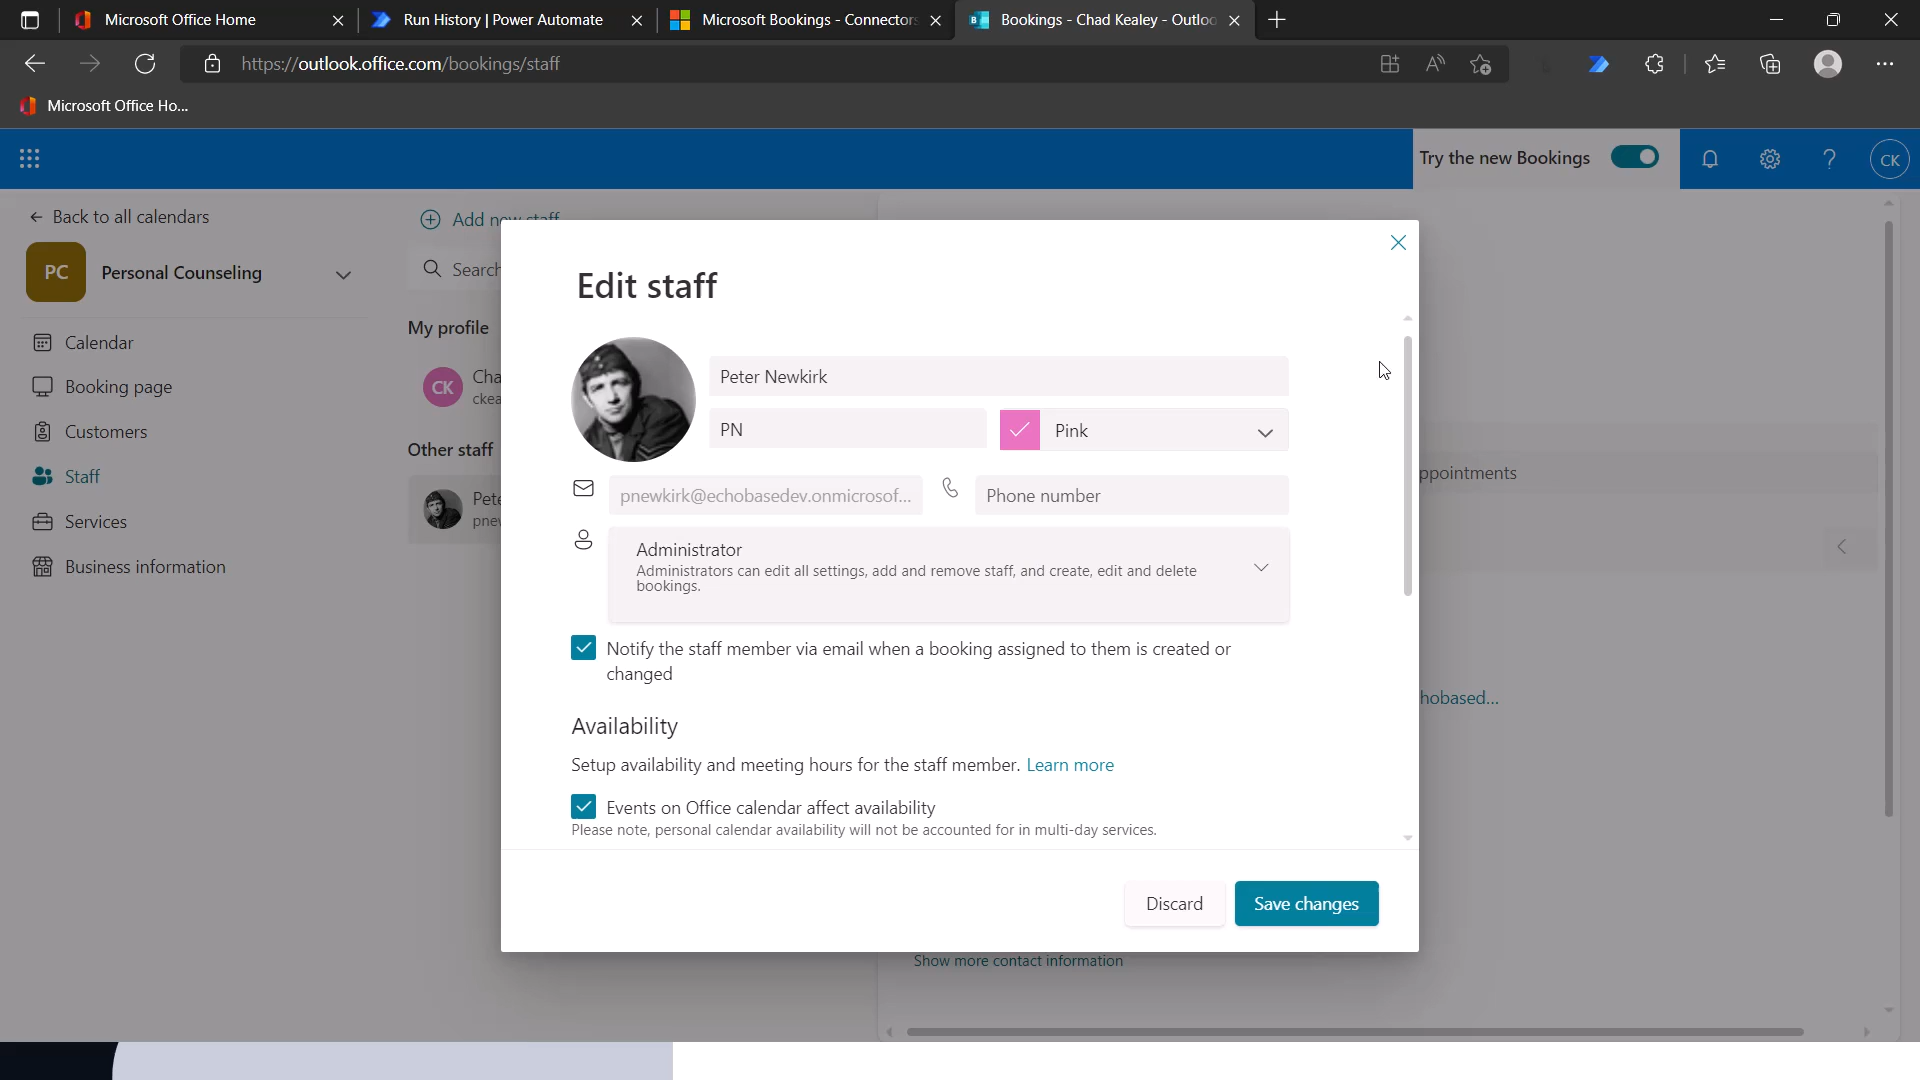 Microsoft Office Home
Run History | Power Automate
Microsoft Bookings - Connectors
Bookings - Chad Kealey - Outloo
https://outlook.office.com/bookings/staff
Microsoft Office Ho...
Try the new Bookings
CK
Back to all calendars
PC
Personal Counseling
Calendar
Booking page
Customers
Staff
Services
Business information
Add new staff
Search
My profile
CK
Cha
ckea
Other staff
Pete
pnew
Edit staff
Peter Newkirk
PN
Pink
pnewkirk@echobasedev.onmicrosof...
Phone number
Administrator
Administrators can edit all settings, add and remove staff, and create, edit and delete
bookings.
Notify the staff member via email when a booking assigned to them is created or
changed
Availability
Setup availability and meeting hours for the staff member. Learn more
Events on Office calendar affect availability
Please note, personal calendar availability will not be accounted for in multi-day services.
Discard
Save changes
ppointments
hobased...
Show more contact information